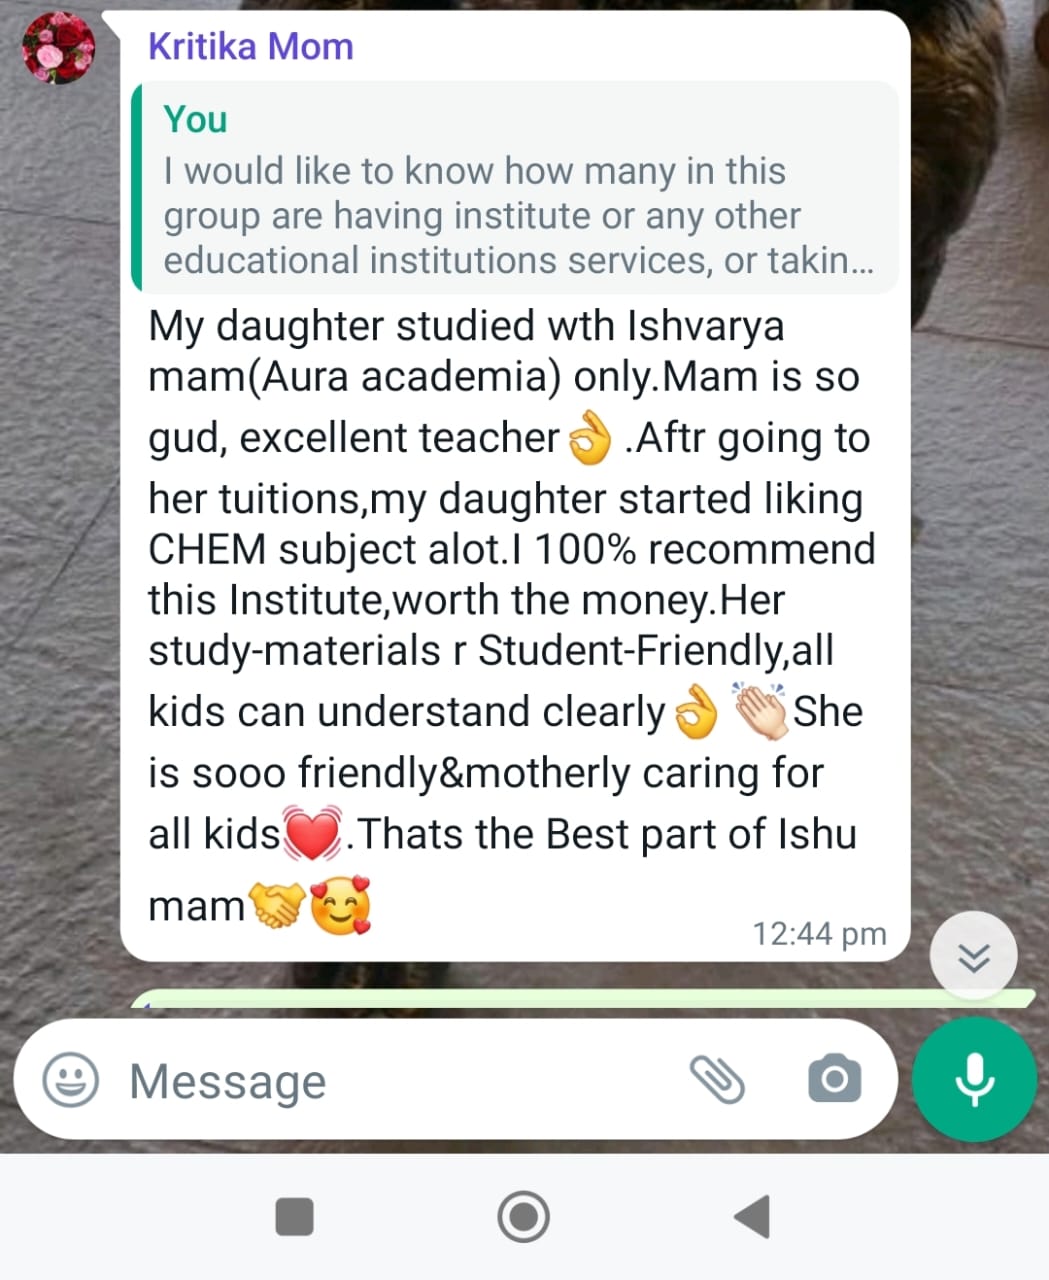 Kritika Mom
You
I would like to know how many in this
group are having institute or any other
educational institutions services, or takin...
My daughter studied wth Ishvarya
mam(Aura academia) only.Mam is so
gud, excellent teacher👌.Aftr going to
her tuitions,my daughter started liking
CHEM subject alot.I 100% recommend
this Institute,worth the money.Her
study-materials r Student-Friendly,all
kids can understand clearly👌👏🏻She
is sooo friendly&motherly caring for
all kids💓.Thats the Best part of Ishu
mam🤝🥰
12:44 pm
Message